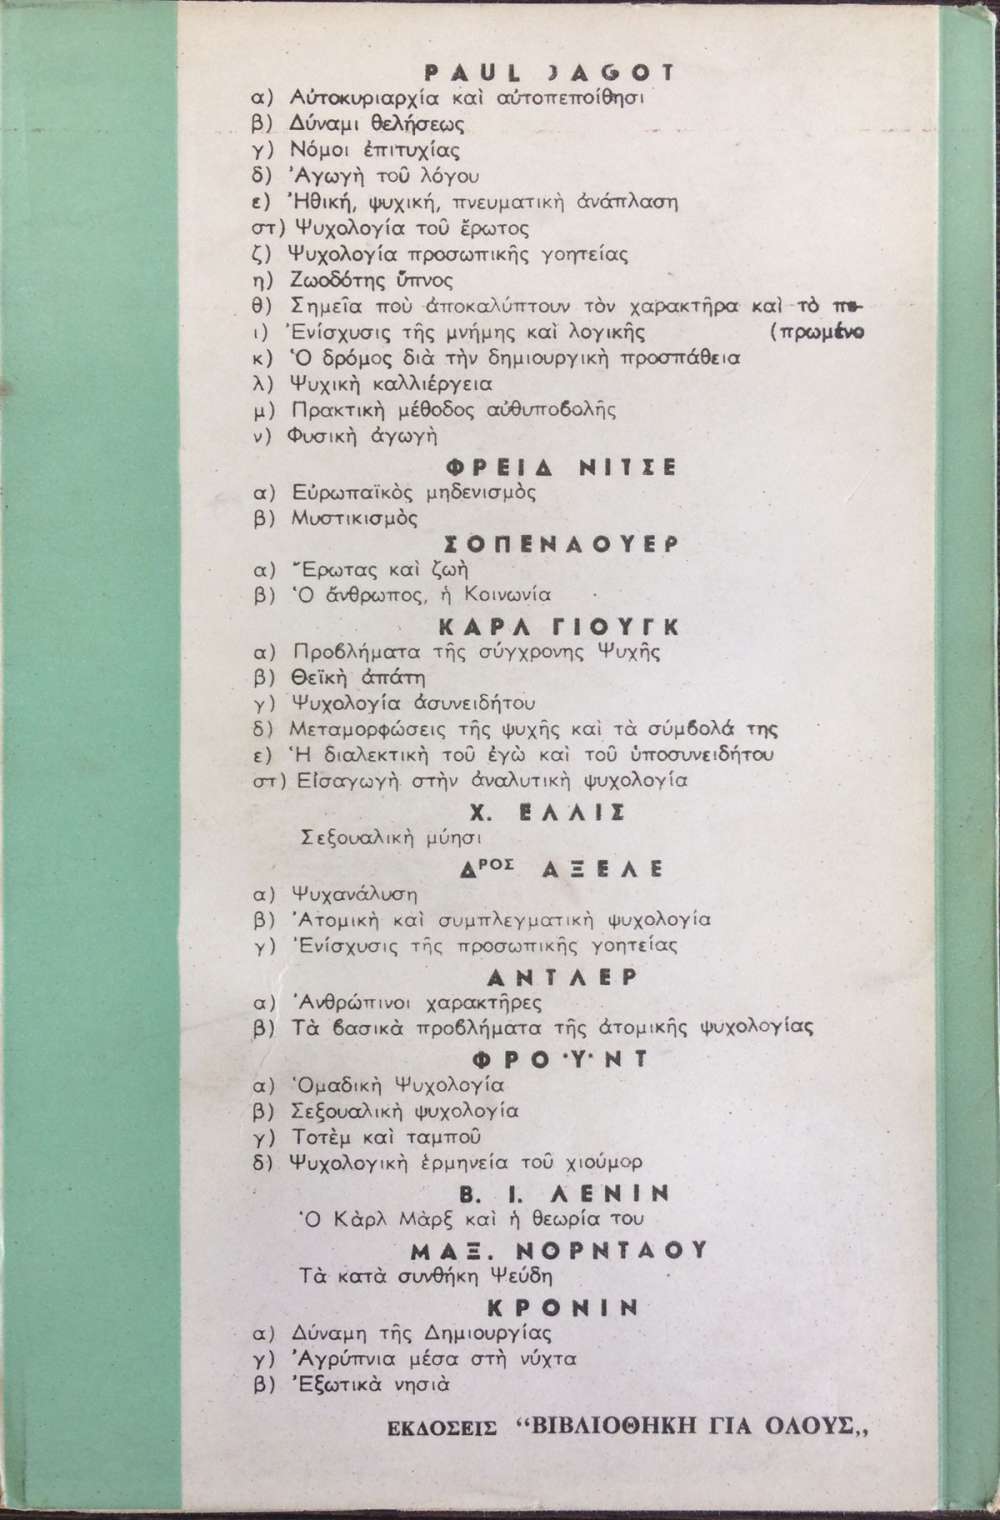 PAUL JAGOT
α) Αὐτοκυριαρχία καὶ αὐτοπεποίθησι
β) Δύναμι θελήσεως
γ) Νόμοι ἐπιτυχίας
δ) Ἀγωγὴ τοῦ λόγου
ε) Ἠθική, ψυχική, πνευματικὴ ἀνάπλαση
στ) Ψυχολογία τοῦ ἔρωτος
ζ) Ψυχολογία προσωπικῆς γοητείας
η) Ζωοδότης ὕπνος
θ) Σημεῖα ποὺ ἀποκαλύπτουν τὸν χαρακτῆρα καὶ τὸ πε-
ι) Ἐνίσχυσις τῆς μνήμης καὶ λογικῆς (πρωμένο
κ) Ὁ δρόμος διὰ τὴν δημιουργικὴ προσπάθεια
λ) Ψυχικὴ καλλιέργεια
μ) Πρακτικὴ μέθοδος αὐθυποβολῆς
ν) Φυσικὴ ἀγωγὴ
ΦΡΕΙΔ ΝΙΤΣΕ
α) Εὐρωπαϊκὸς μηδενισμὸς
β) Μυστικισμὸς
ΣΟΠΕΝΑΟΥΕΡ
α) Ἔρωτας καὶ ζωὴ
β) Ὁ ἄνθρωπος, ἡ Κοινωνία
ΚΑΡΛ ΓΙΟΥΓΚ
α) Προβλήματα τῆς σύγχρονης Ψυχῆς
β) Θεϊκὴ ἀπάτη
γ) Ψυχολογία ἀσυνειδήτου
δ) Μεταμορφώσεις τῆς ψυχῆς καὶ τὰ σύμβολά της
ε) Ἡ διαλεκτικὴ τοῦ ἐγὼ καὶ τοῦ ὑποσυνειδήτου
στ) Εἰσαγωγὴ στὴν ἀναλυτικὴ ψυχολογία
Χ. ΕΛΛΙΣ
Σεξουαλικὴ μύησι
ΔΡΟΣ ΑΞΕΛΕ
α) Ψυχανάλυση
β) Ἀτομικὴ καὶ συμπλεγματικὴ ψυχολογία
γ) Ἐνίσχυσις τῆς προσωπικῆς γοητείας
ΑΝΤΛΕΡ
α) Ἀνθρώπινοι χαρακτῆρες
β) Τὰ βασικὰ προβλήματα τῆς ἀτομικῆς ψυχολογίας
ΦΡΟΫΝΤ
α) Ὁμαδικὴ Ψυχολογία
β) Σεξουαλικὴ ψυχολογία
γ) Τοτὲμ καὶ ταμποῦ
δ) Ψυχολογικὴ ἑρμηνεία τοῦ χιούμορ
Β. Ι. ΛΕΝΙΝ
Ὁ Κὰρλ Μὰρξ καὶ ἡ θεωρία του
ΜΑΞ. ΝΟΡΝΤΑΟΥ
Τὰ κατὰ συνθήκη Ψεύδη
ΚΡΟΝΙΝ
α) Δύναμη τῆς Δημιουργίας
γ) Ἀγρύπνια μέσα στὴ νύχτα
β) Ἐξωτικὰ νησιὰ
ΕΚΔΟΣΕΙΣ “ΒΙΒΛΙΟΘΗΚΗ ΓΙΑ ΟΛΟΥΣ„